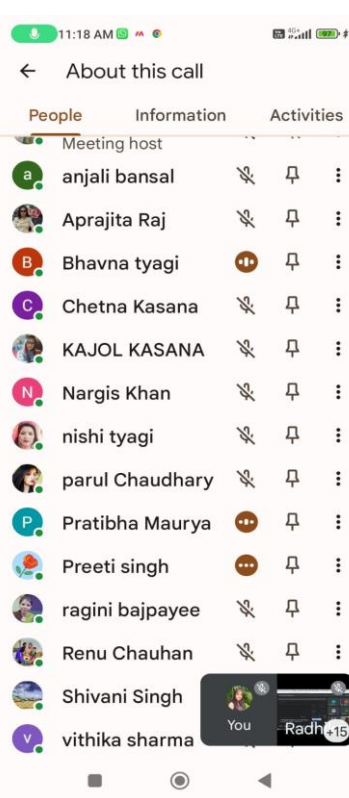 11:18 AM 4G+ 97
About this call
People Information Activities
Meeting host
a anjali bansal
Aprajita Raj
B Bhavna tyagi
C Chetna Kasana
KAJOL KASANA
N Nargis Khan
nishi tyagi
parul Chaudhary
P Pratibha Maurya
Preeti singh
ragini bajpayee
Renu Chauhan
Shivani Singh
You Radh +15
v vithika sharma